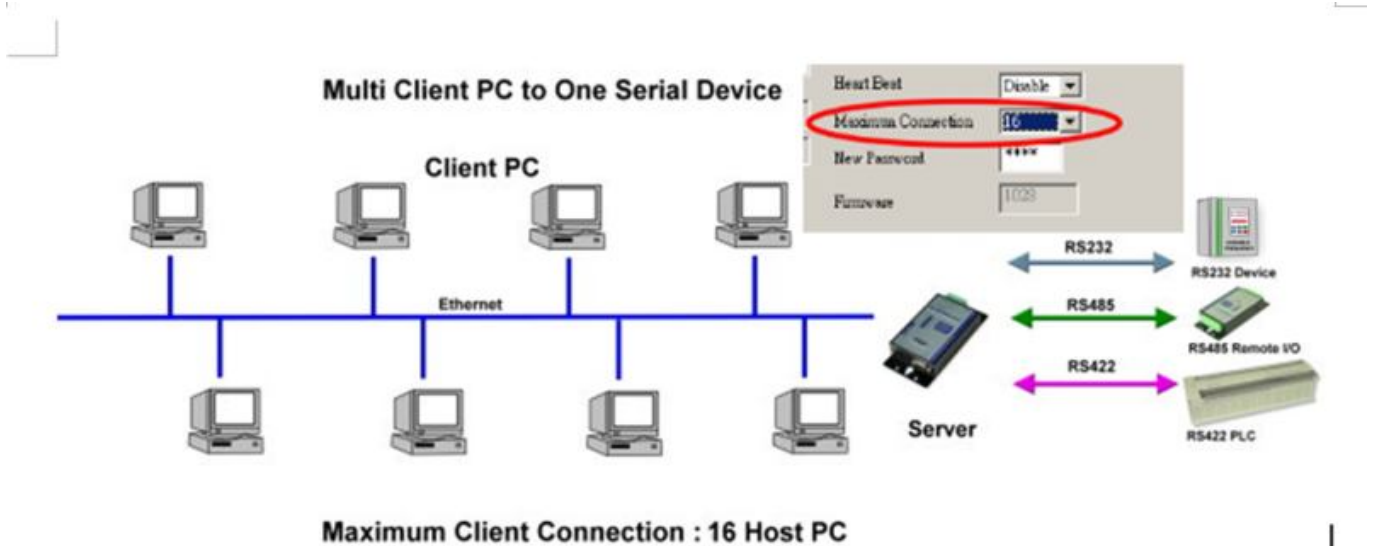 Multi Client PC to One Serial Device
Heart Beat
Disable
Maximum Connection
16
New Password
****
Firmware
1028
Client PC
RS232
RS232 Device
Ethernet
RS485
RS485 Remote I/O
RS422
Server
RS422 PLC
Maximum Client Connection : 16 Host PC